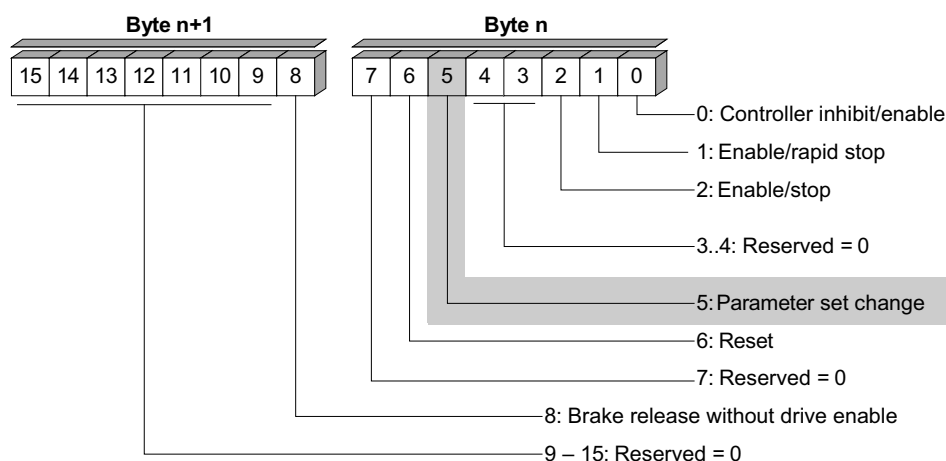 Byte n+1
Byte n
15 14 13 12 11 10 9 8
7 6 5 4 3 2 1 0
0: Controller inhibit/enable
1: Enable/rapid stop
2: Enable/stop
3..4: Reserved = 0
5: Parameter set change
6: Reset
7: Reserved = 0
8: Brake release without drive enable
9 – 15: Reserved = 0